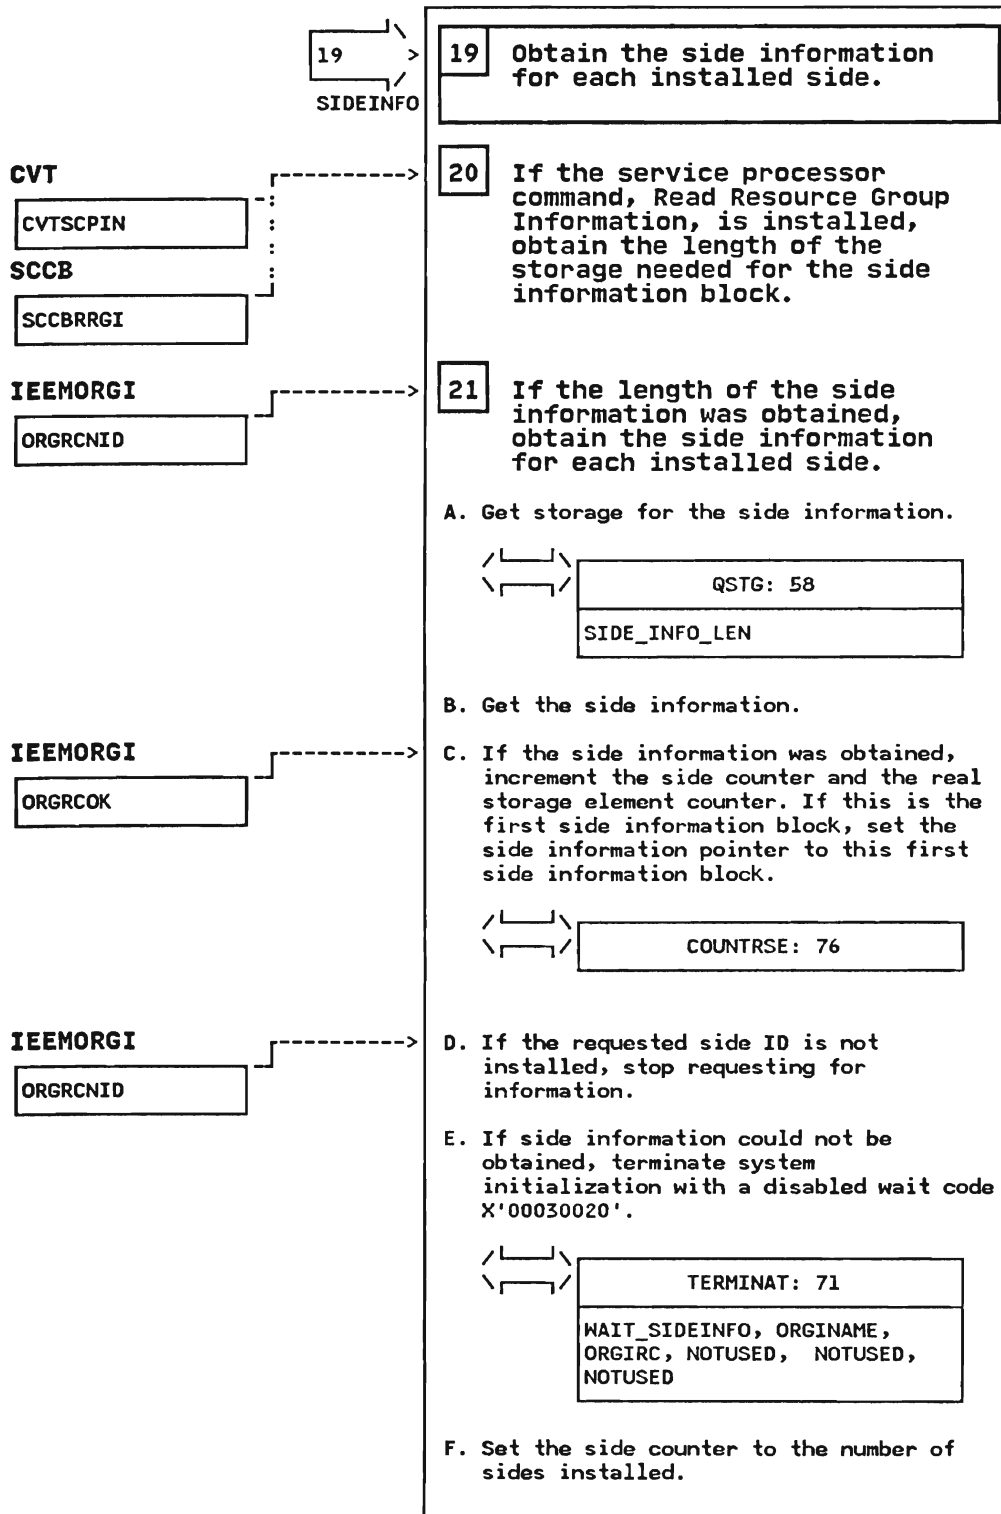 19
SIDEINFO
19 Obtain the side information
for each installed side.
CVT
CVTSCPIN
SCCB
SCCBRRGI
20 If the service processor
command, Read Resource Group
Information, is installed,
obtain the length of the
storage needed for the side
information block.
IEEMORGI
ORGRCNID
21 If the length of the side
information was obtained,
obtain the side information
for each installed side.
A. Get storage for the side information.
QSTG: 58
SIDE_INFO_LEN
B. Get the side information.
IEEMORGI
ORGRCOK
C. If the side information was obtained,
increment the side counter and the real
storage element counter. If this is the
first side information block, set the
side information pointer to this first
side information block.
COUNTRSE: 76
IEEMORGI
ORGRCNID
D. If the requested side ID is not
installed, stop requesting for
information.
E. If side information could not be
obtained, terminate system
initialization with a disabled wait code
X'00030020'.
TERMINAT: 71
WAIT_SIDEINFO, ORGINAME,
ORGIRC, NOTUSED, NOTUSED,
NOTUSED
F. Set the side counter to the number of
sides installed.